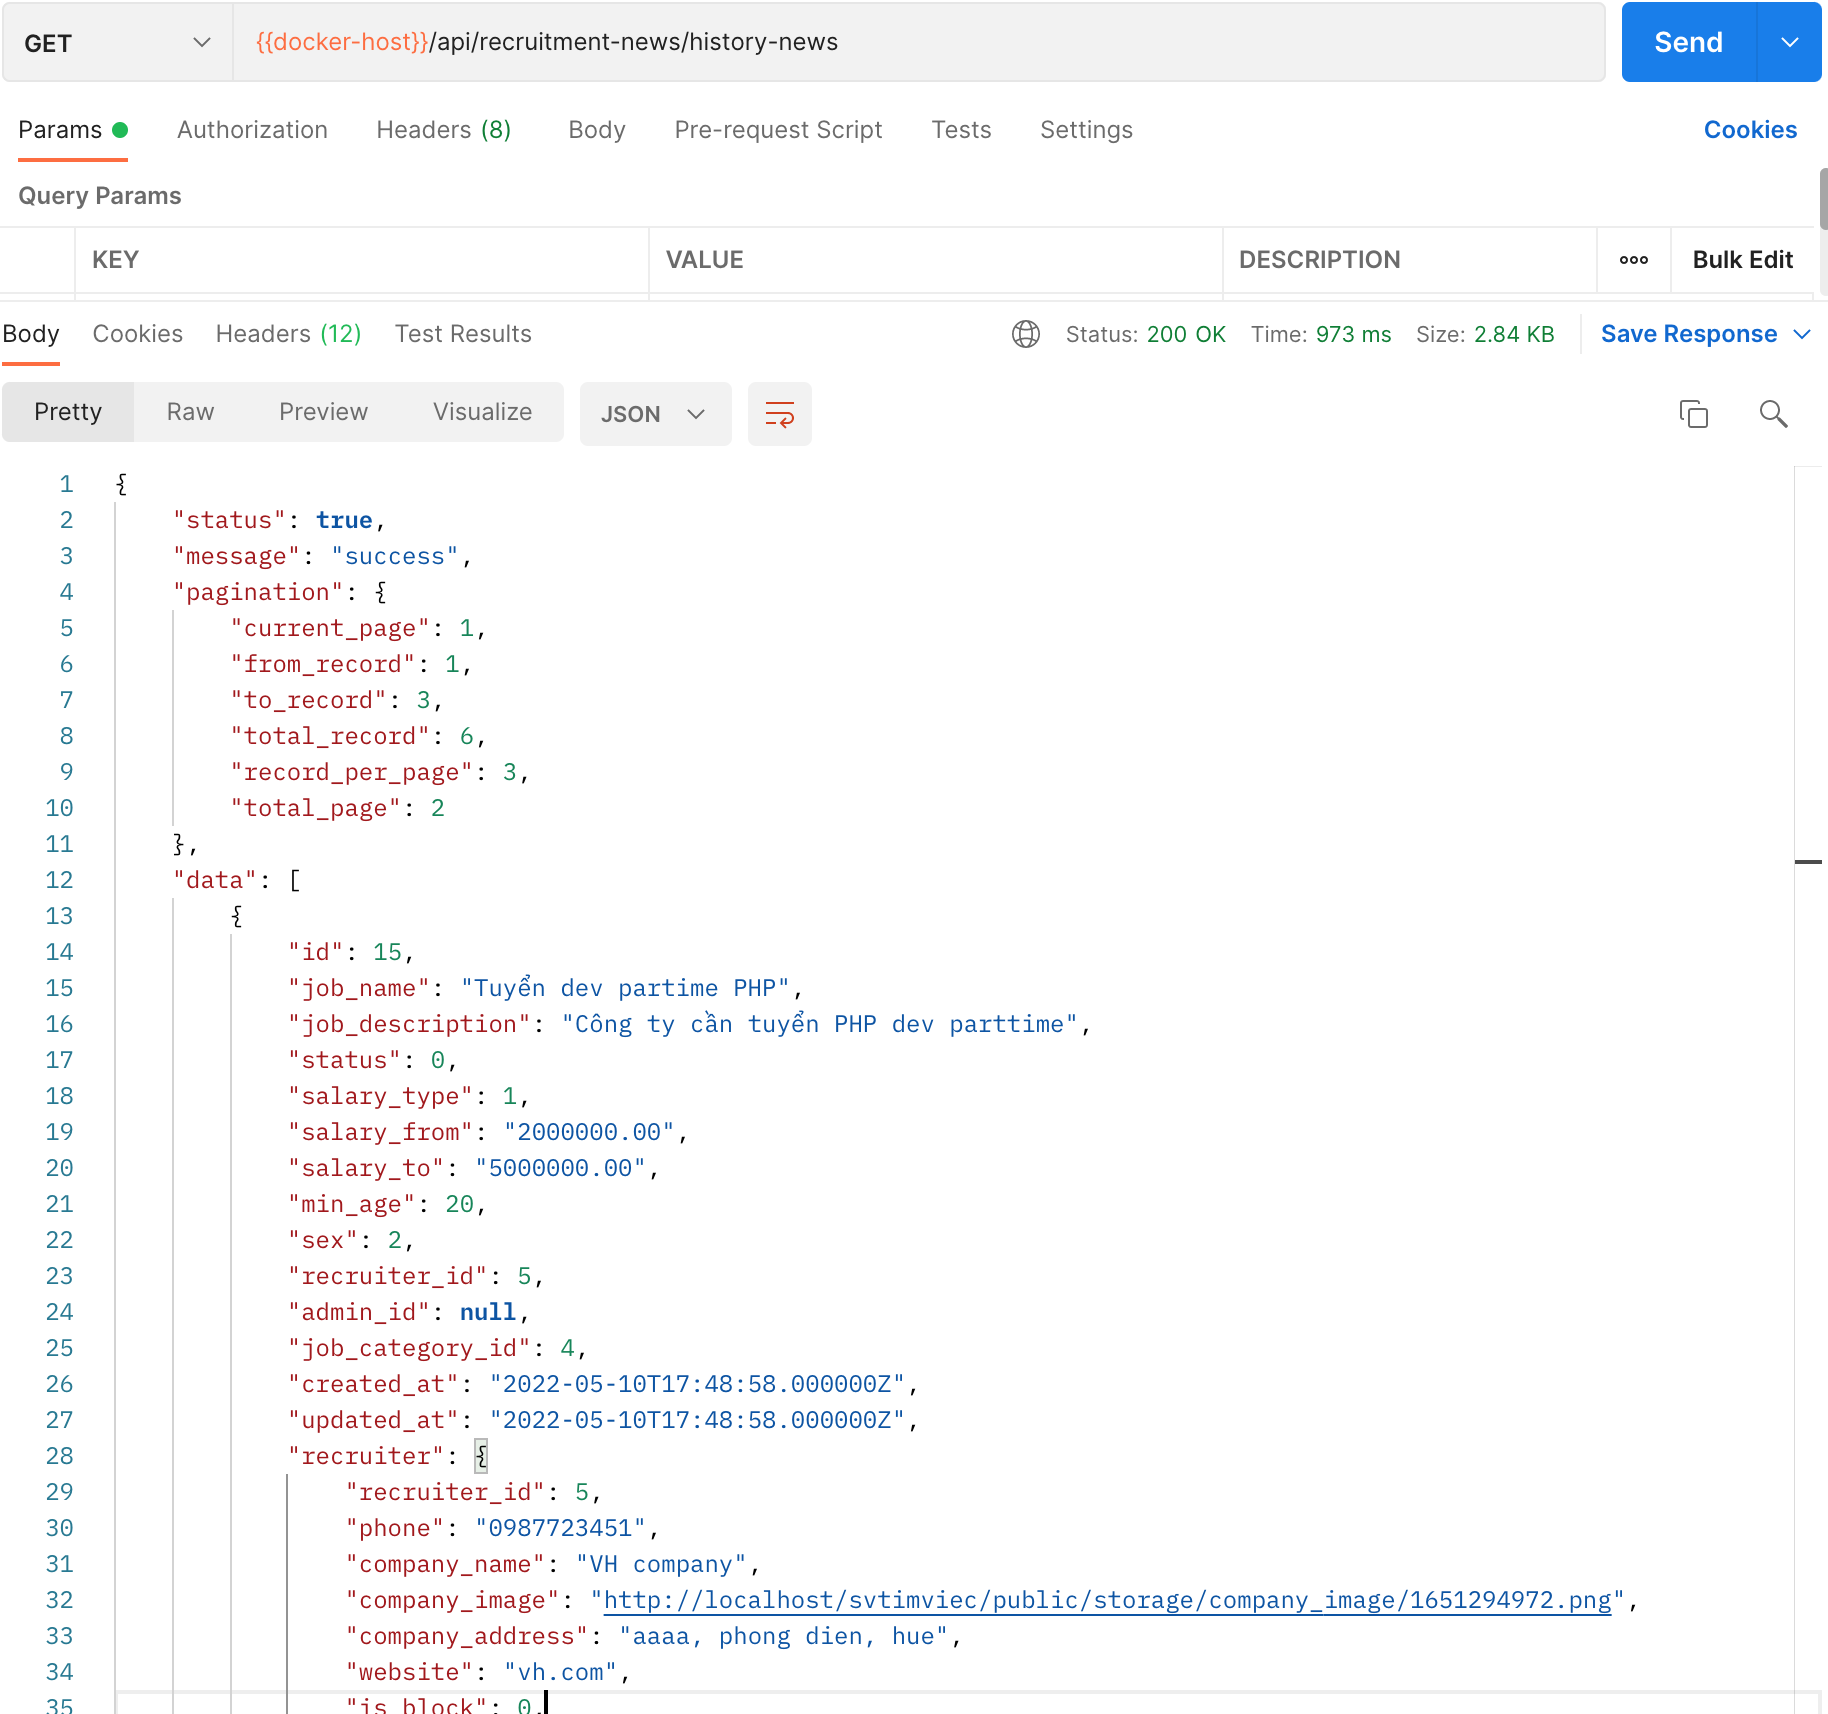 GET {{docker-host}}/api/recruitment-news/history-news Send
Params Authorization Headers (8) Body Pre-request Script Tests Settings Cookies
Query Params
KEY VALUE DESCRIPTION ooo Bulk Edit
Body Cookies Headers (12) Test Results Status: 200 OK Time: 973 ms Size: 2.84 KB Save Response
Pretty Raw Preview Visualize JSON
1 {
2 "status": true,
3 "message": "success",
4 "pagination": {
5 "current_page": 1,
6 "from_record": 1,
7 "to_record": 3,
8 "total_record": 6,
9 "record_per_page": 3,
10 "total_page": 2
11 },
12 "data": [
13 {
14 "id": 15,
15 "job_name": "Tuyển dev partime PHP",
16 "job_description": "Công ty cần tuyển PHP dev parttime",
17 "status": 0,
18 "salary_type": 1,
19 "salary_from": "2000000.00",
20 "salary_to": "5000000.00",
21 "min_age": 20,
22 "sex": 2,
23 "recruiter_id": 5,
24 "admin_id": null,
25 "job_category_id": 4,
26 "created_at": "2022-05-10T17:48:58.000000Z",
27 "updated_at": "2022-05-10T17:48:58.000000Z",
28 "recruiter": {
29 "recruiter_id": 5,
30 "phone": "0987723451",
31 "company_name": "VH company",
32 "company_image": "http://localhost/svtimviec/public/storage/company_image/1651294972.png",
33 "company_address": "aaaa, phong dien, hue",
34 "website": "vh.com",
35 "is_block": 0,